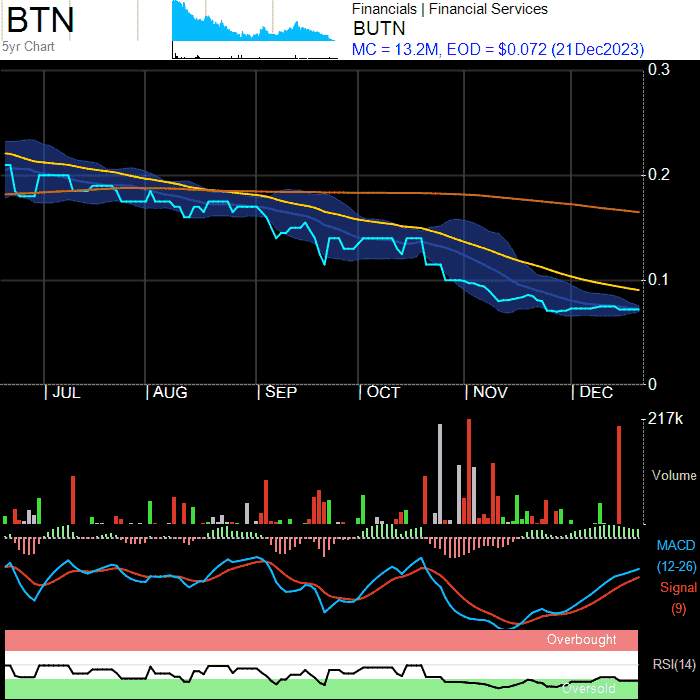 BTN
5yr Chart
Financials | Financial Services
BUTN
MC = 13.2M, EOD = $0.072 (21Dec2023)
0.3
0.2
0.1
0
JUL AUG SEP OCT NOV DEC
217k
Volume
MACD
(12-26)
Signal
(9)
Overbought
RSI(14)
Oversold